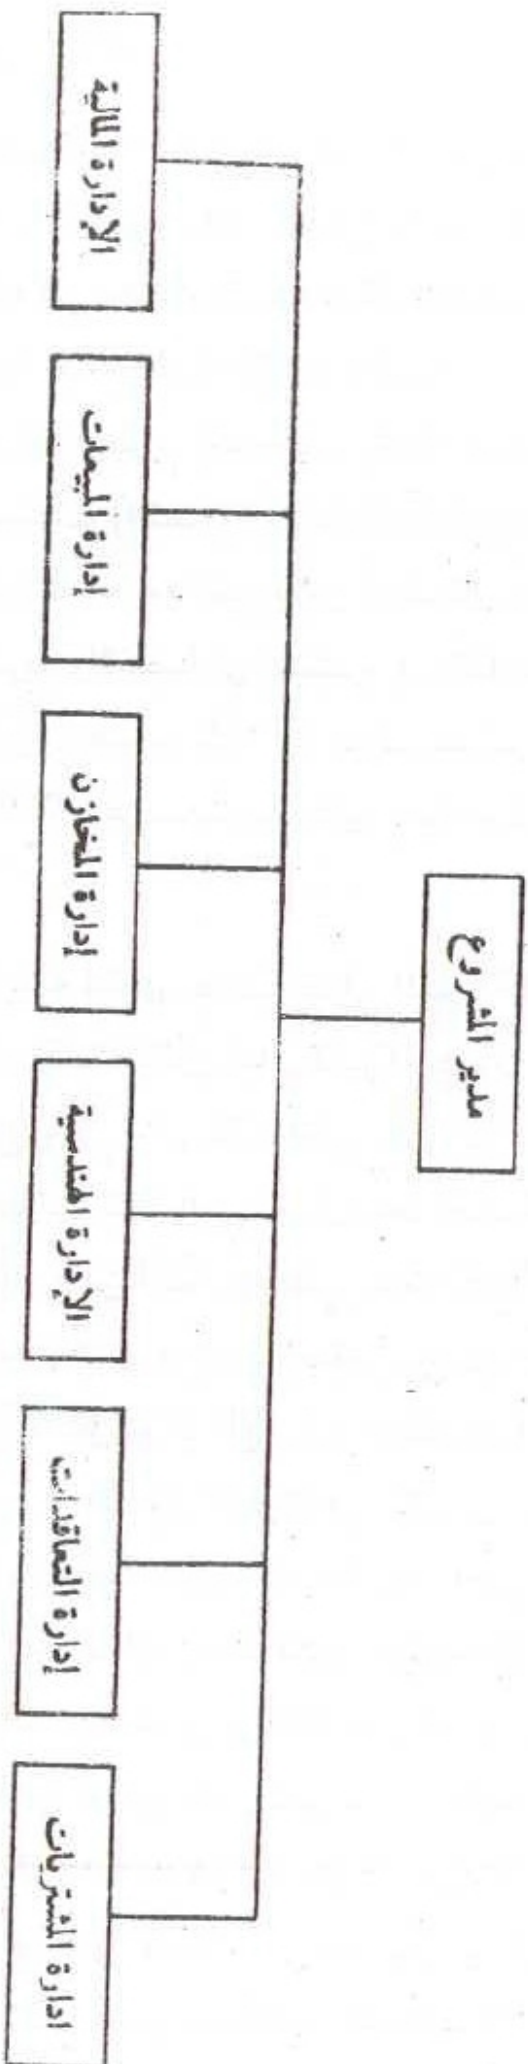 مدير المشروع
ادارة المشتريات
إدارة التعاقدات
الإدارة الهندسية
إدارة المخازن
إدارة المبيعات
الإدارة المالية